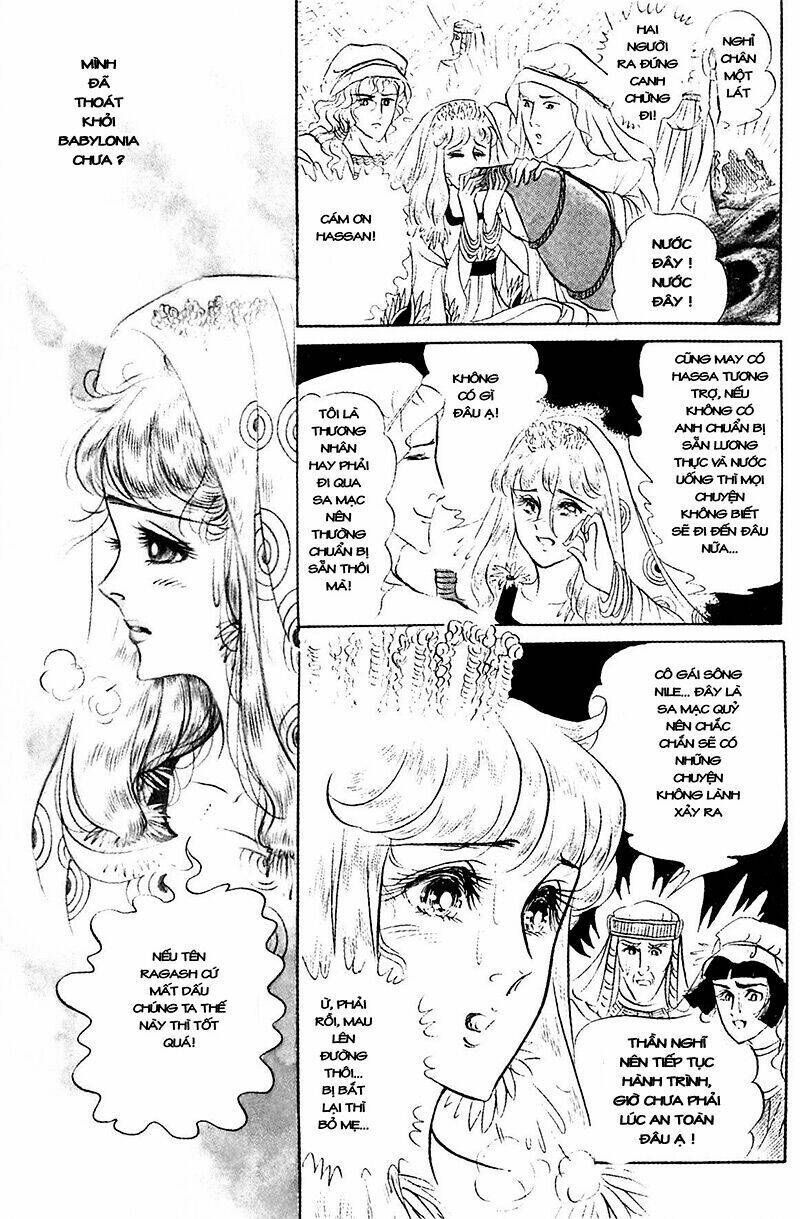 NGHỈ
CHÂN
MỘT
LÁT
HAI
NGƯỜI
RA ĐỨNG
CANH
CHỪNG
ĐI!
CÁM ƠN
HASSAN!
NƯỚC
ĐÂY !
NƯỚC
ĐÂY !
CŨNG MAY CÓ
HASSA TƯƠNG
TRỢ, NẾU
KHÔNG CÓ
ANH CHUẨN BỊ
SẴN LƯƠNG
THỰC VÀ NƯỚC
UỐNG THÌ MỌI
CHUYỆN
KHÔNG BIẾT
SẼ ĐI ĐẾN ĐÂU
NỮA...
KHÔNG
CÓ GÌ
ĐÂU Ạ!
TÔI LÀ
THƯƠNG
NHÂN
HAY PHẢI
ĐI QUA
SA MẠC
NÊN
THƯỜNG
CHUẨN BỊ
SẴN THÔI
MÀ!
CÔ GÁI SÔNG
NILE... ĐÂY LÀ
SA MẠC QUỶ
NÊN CHẮC
CHẮN SẼ CÓ
NHỮNG
CHUYỆN
KHÔNG LÀNH
XẢY RA
THẦN NGHĨ
NÊN TIẾP TỤC
HÀNH TRÌNH,
GIỜ CHƯA PHẢI
LÚC AN TOÀN
ĐÂU Ạ !
Ừ, PHẢI
RỒI, MAU
LÊN
ĐƯỜNG
THÔI...
BỊ BẮT
LẠI THÌ
BỎ MẸ...
MÌNH
ĐÃ
THOÁT
KHỎI
BABYLONIA
CHƯA ?
NẾU TÊN
RAGASH CỨ
MẤT DẤU
CHÚNG TA THẾ
NÀY THÌ TỐT
QUÁ!